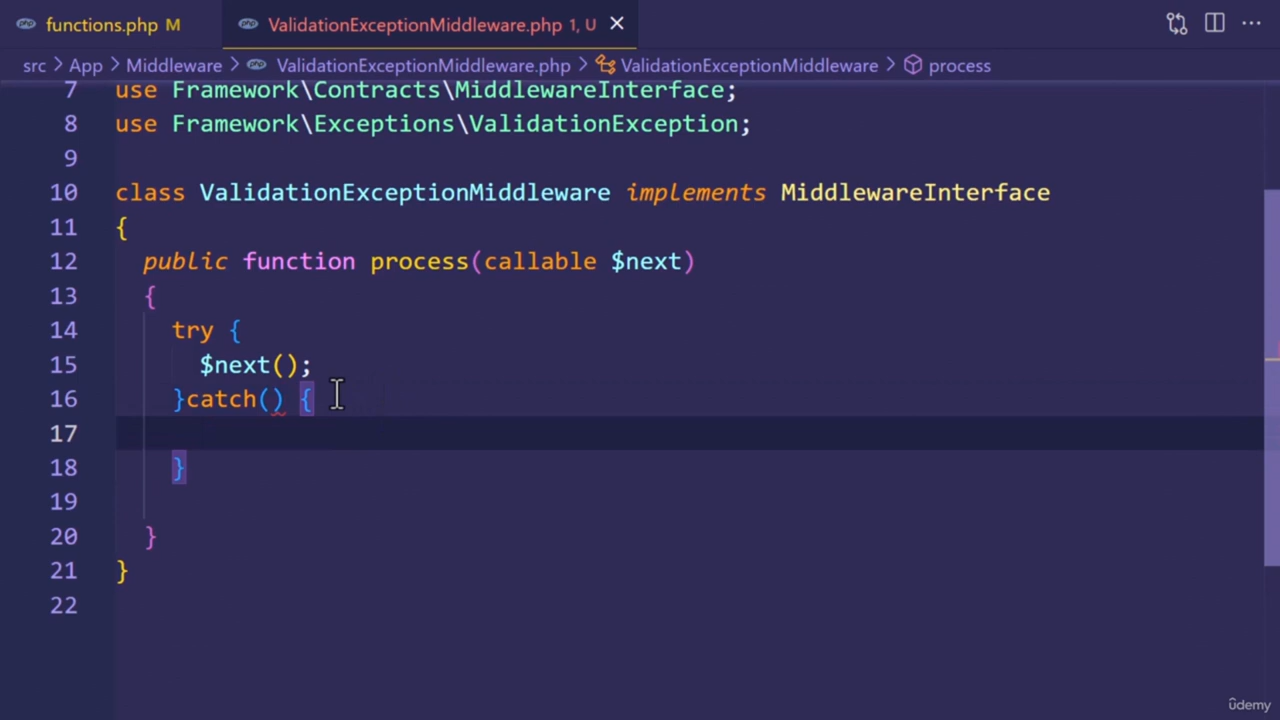 functions.php M ValidationExceptionMiddleware.php 1, U
src > App > Middleware > ValidationExceptionMiddleware.php > ValidationExceptionMiddleware > process
7 use Framework\Contracts\MiddlewareInterface;
8 use Framework\Exceptions\ValidationException;
9
10 class ValidationExceptionMiddleware implements MiddlewareInterface
11 {
12 public function process(callable $next)
13 {
14 try {
15 $next();
16 }catch() {
17
18 }
19
20 }
21 }
22
ûdemy